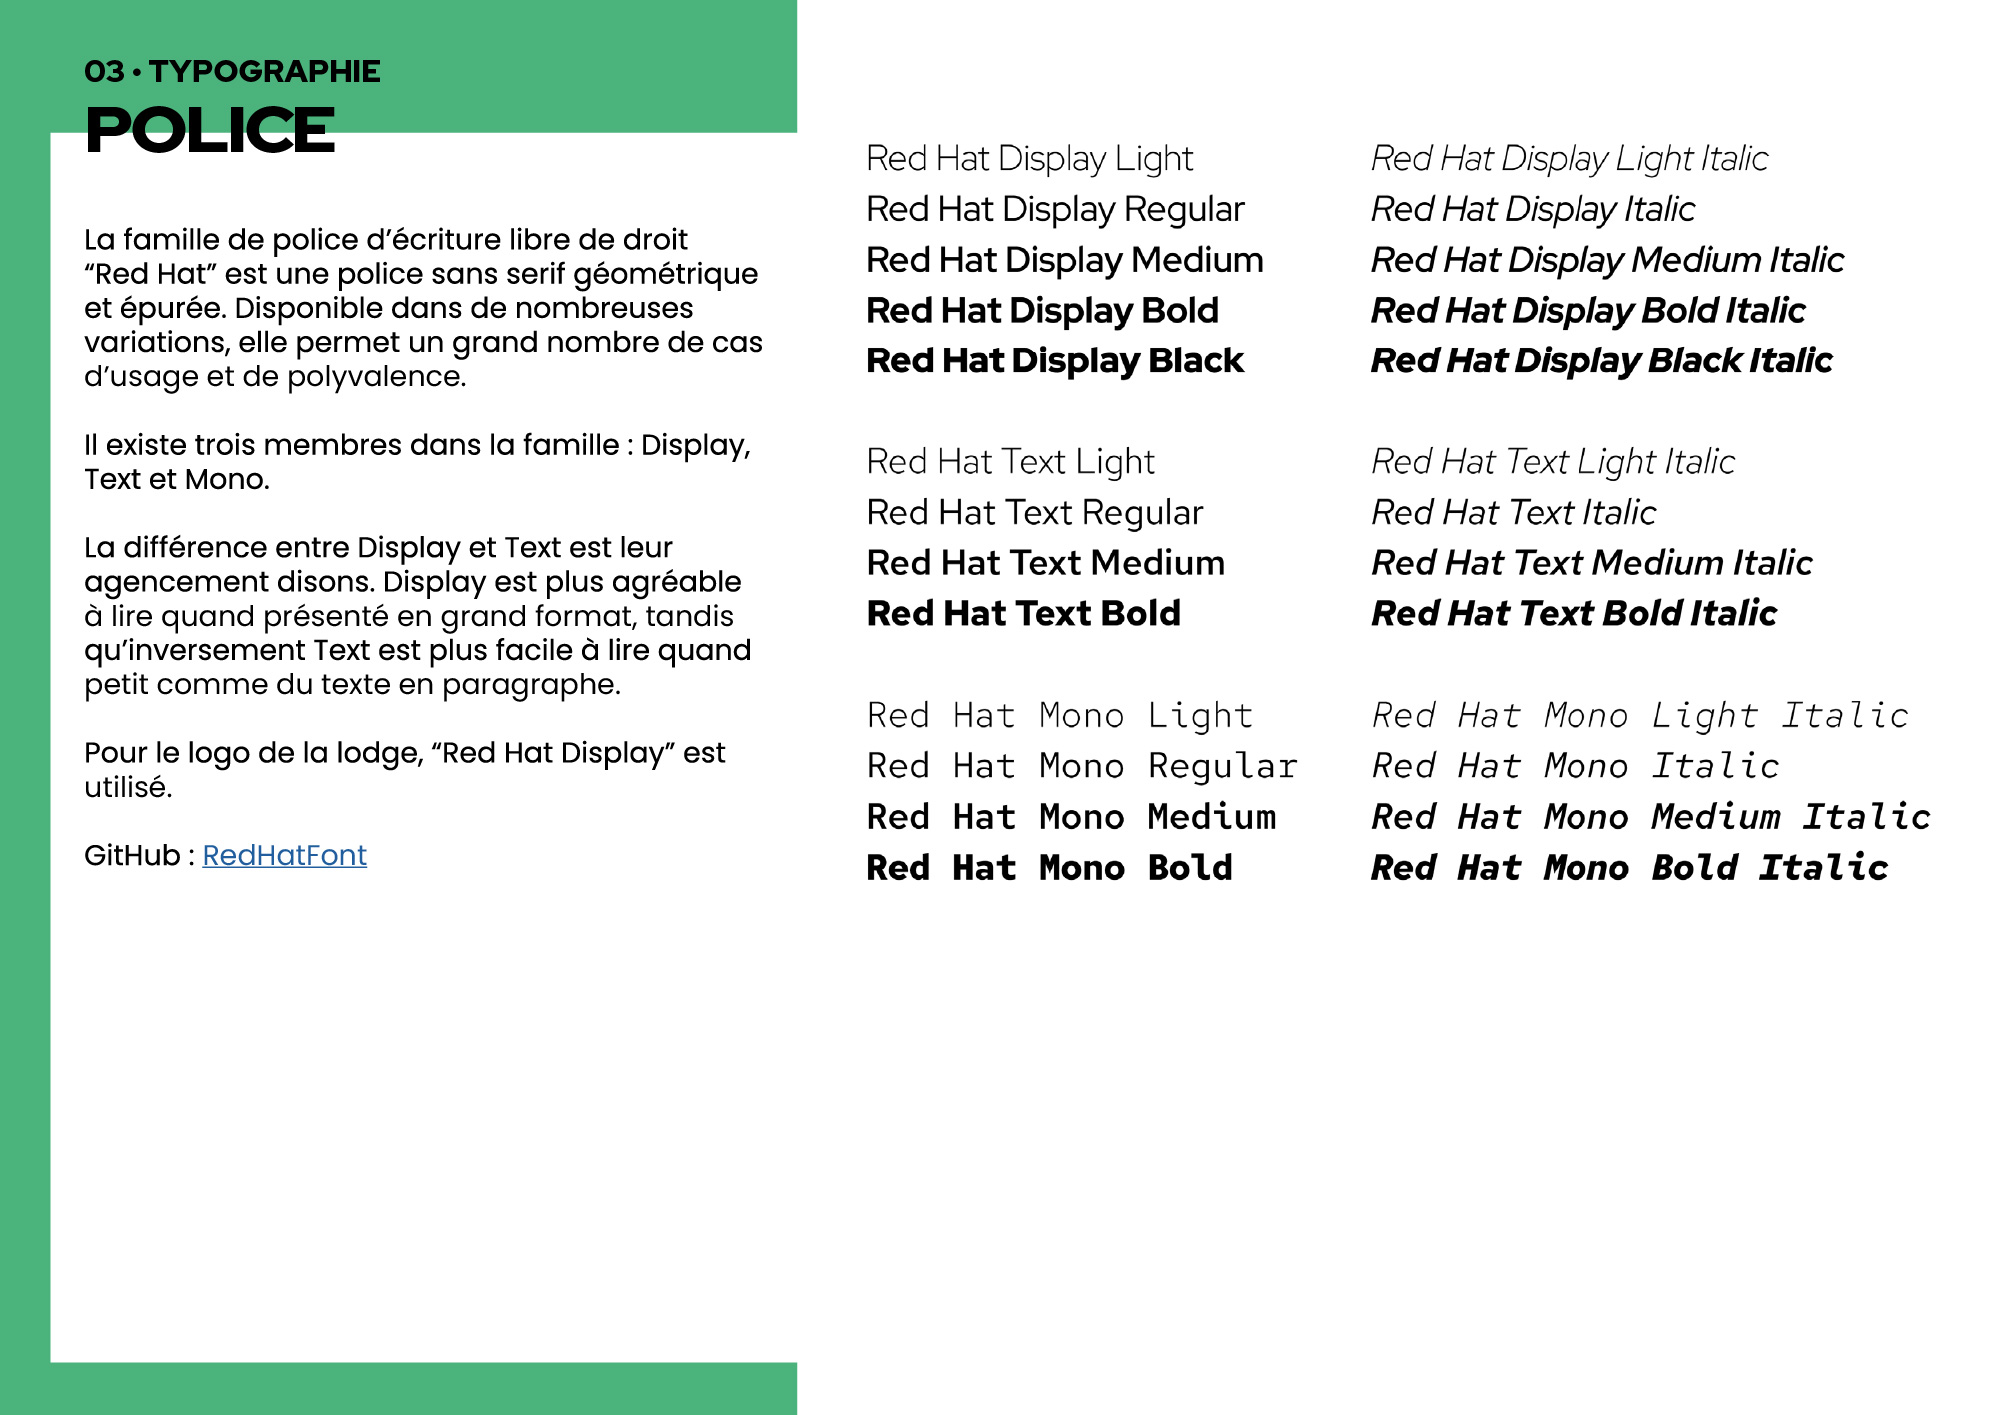 03 • TYPOGRAPHIE
POLICE
La famille de police d’écriture libre de droit
“Red Hat” est une police sans serif géométrique
et épurée. Disponible dans de nombreuses
variations, elle permet un grand nombre de cas
d’usage et de polyvalence.
Il existe trois membres dans la famille : Display,
Text et Mono.
La différence entre Display et Text est leur
agencement disons. Display est plus agréable
à lire quand présenté en grand format, tandis
qu’inversement Text est plus facile à lire quand
petit comme du texte en paragraphe.
Pour le logo de la lodge, “Red Hat Display” est
utilisé.
GitHub : RedHatFont
Red Hat Display Light
Red Hat Display Regular
Red Hat Display Medium
Red Hat Display Bold
Red Hat Display Black
Red Hat Text Light
Red Hat Text Regular
Red Hat Text Medium
Red Hat Text Bold
Red Hat Mono Light
Red Hat Mono Regular
Red Hat Mono Medium
Red Hat Mono Bold
Red Hat Display Light Italic
Red Hat Display Italic
Red Hat Display Medium Italic
Red Hat Display Bold Italic
Red Hat Display Black Italic
Red Hat Text Light Italic
Red Hat Text Italic
Red Hat Text Medium Italic
Red Hat Text Bold Italic
Red Hat Mono Light Italic
Red Hat Mono Italic
Red Hat Mono Medium Italic
Red Hat Mono Bold Italic